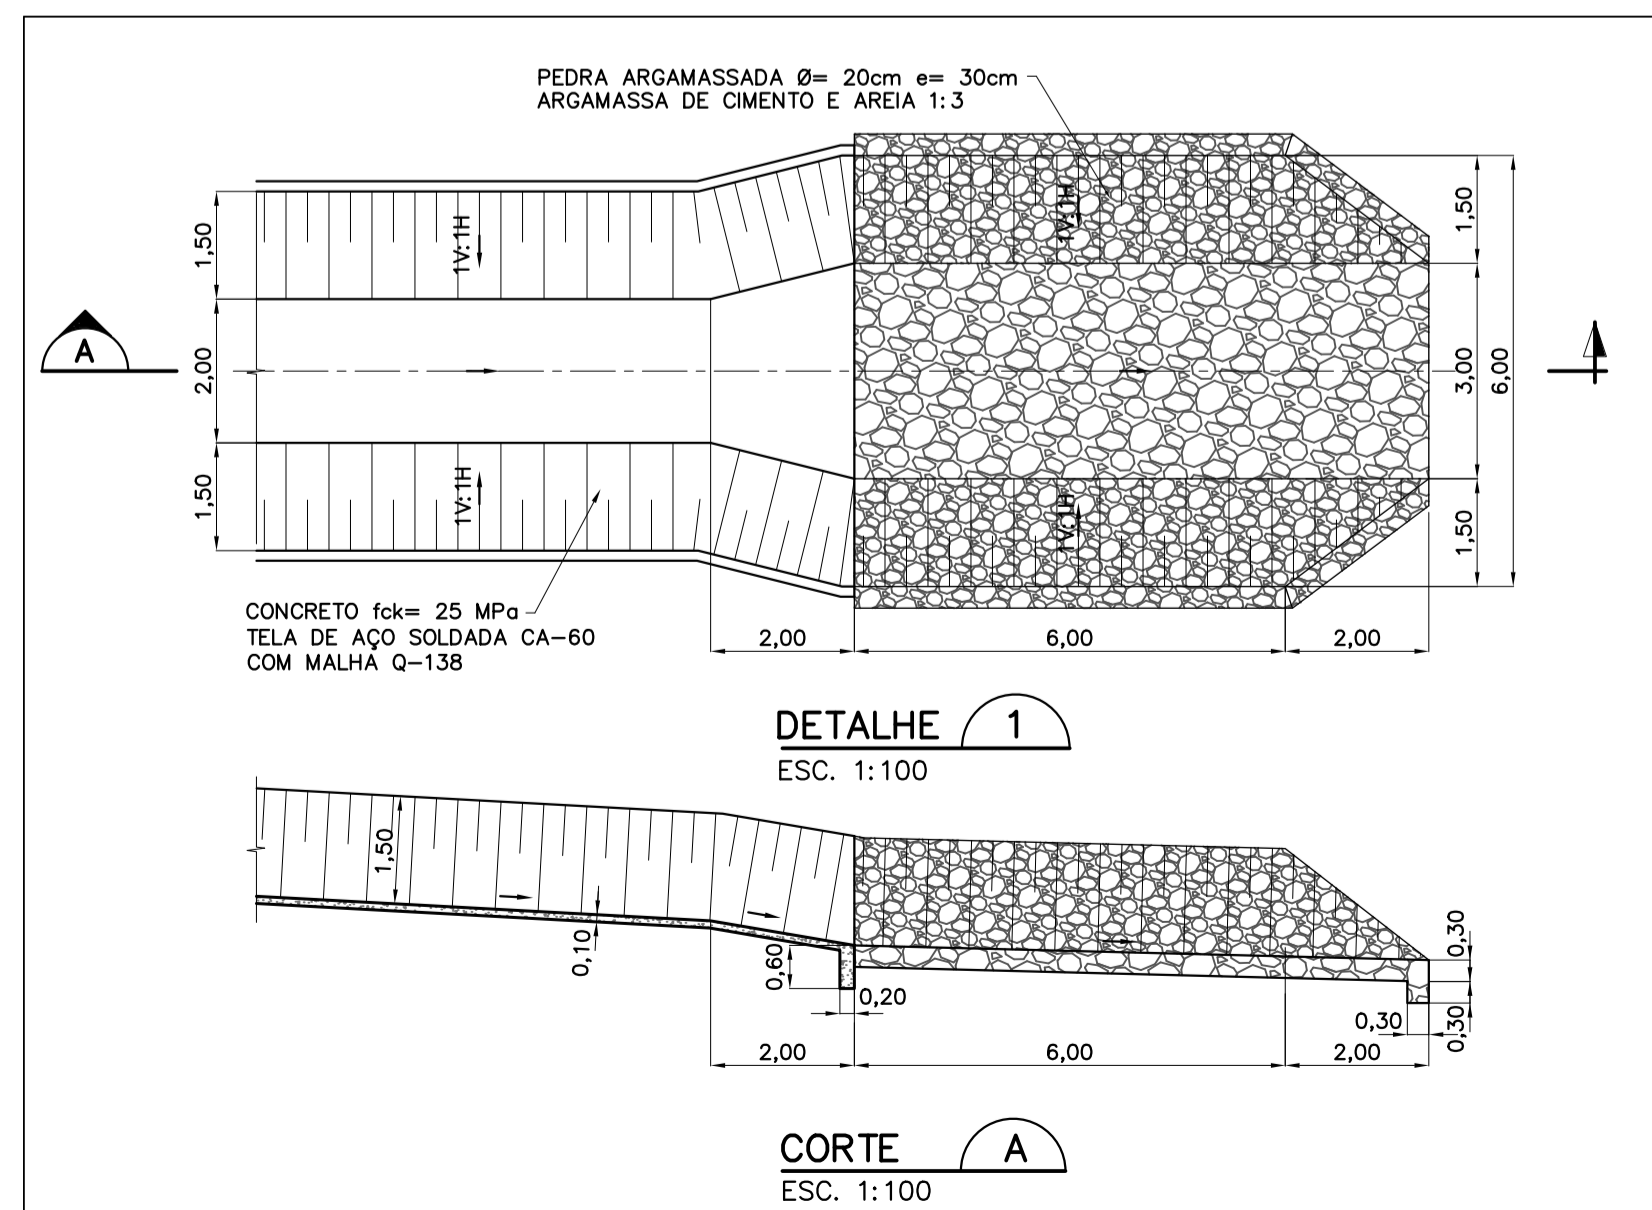 PEDRA ARGAMASSADA Ø= 20cm e= 30cm
ARGAMASSA DE CIMENTO E AREIA 1:3
1,50
2,00
1,50
1V:1H
1V:1H
1V:1H
1V:1H
1,50
3,00
1,50
6,00
A
CONCRETO fck= 25 MPa
TELA DE AÇO SOLDADA CA-60
COM MALHA Q-138
2,00
6,00
2,00
DETALHE 1
ESC. 1:100
1,50
0,10
0,60
0,20
0,30
0,30
0,30
2,00
6,00
2,00
CORTE A
ESC. 1:100